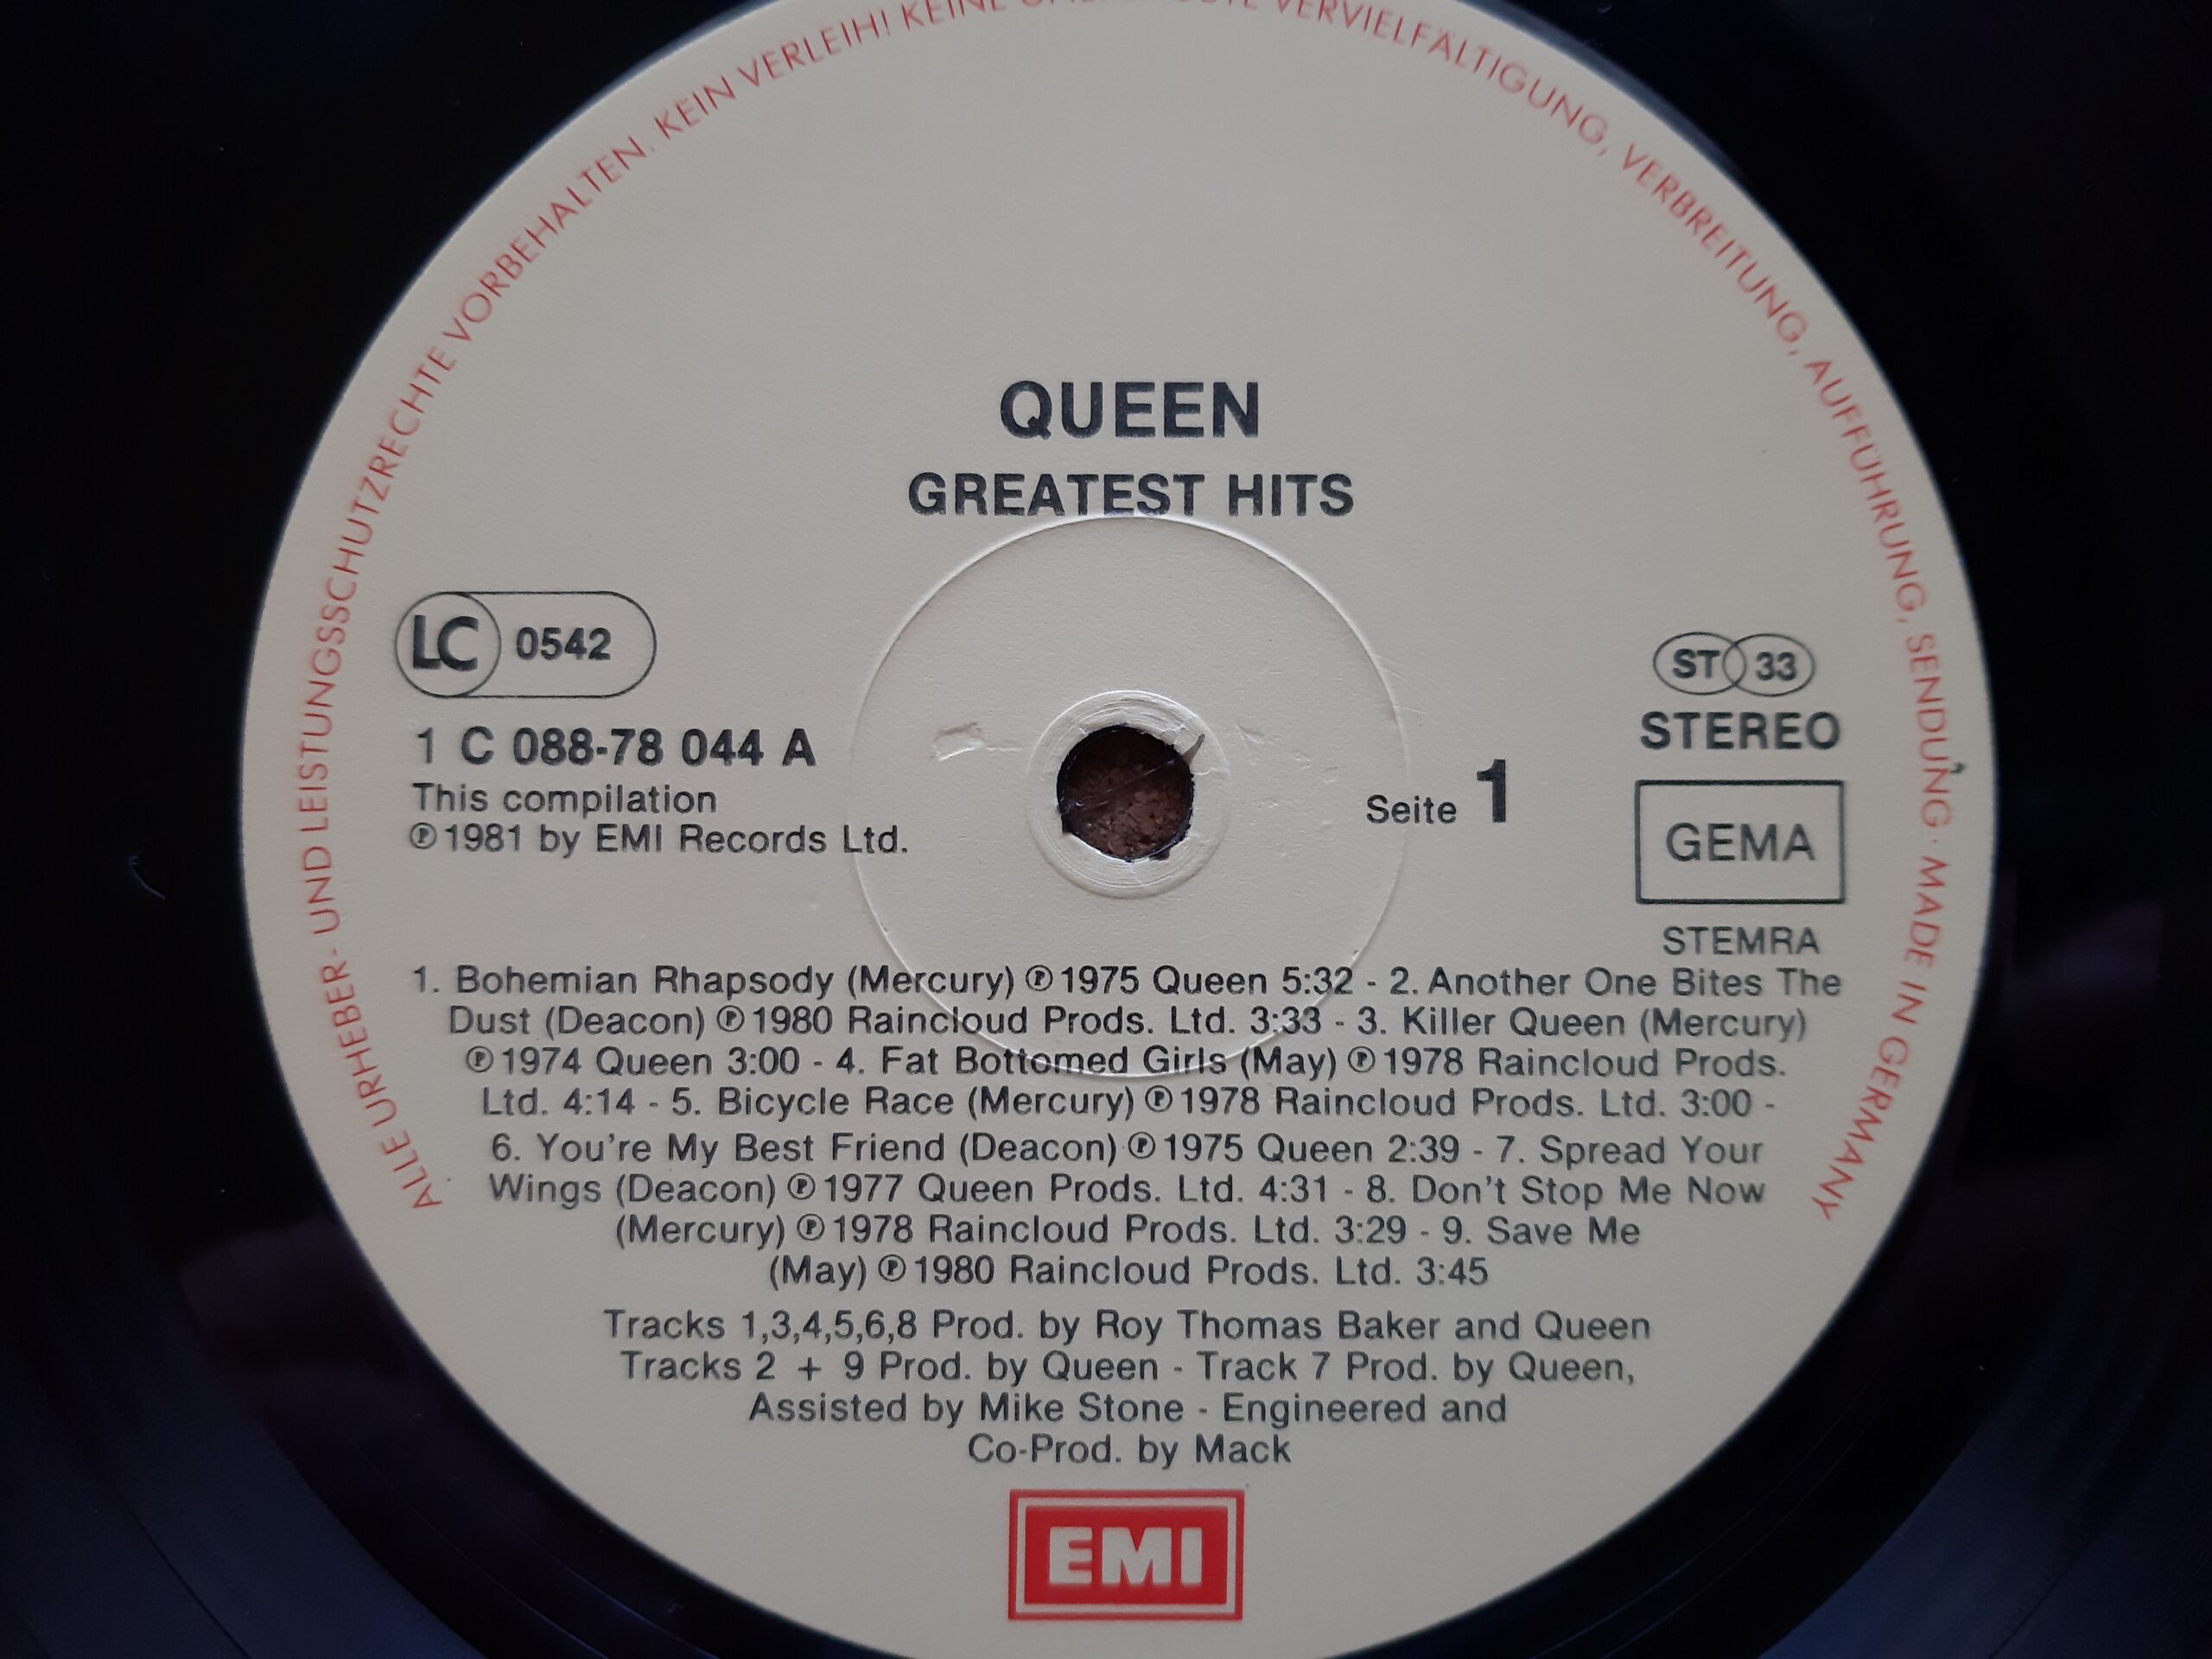 ALLE URHEBER- UND LEISTUNGSSCHUTZRECHTE VORBEHALTEN. KEIN VERLEIH! KEINE VERVIELFÄLTIGUNG, VERBREITUNG, AUFFÜHRUNG, SENDUNG · MADE IN GERMANY
QUEEN
GREATEST HITS
LC 0542
ST 33
1 C 088-78 044 A
STEREO
This compilation
℗1981 by EMI Records Ltd.
Seite 1
GEMA
STEMRA
1. Bohemian Rhapsody (Mercury) ℗1975 Queen 5:32 - 2. Another One Bites The
Dust (Deacon) ℗1980 Raincloud Prods. Ltd. 3:33 - 3. Killer Queen (Mercury)
℗1974 Queen 3:00 - 4. Fat Bottomed Girls (May) ℗1978 Raincloud Prods.
Ltd. 4:14 - 5. Bicycle Race (Mercury) ℗1978 Raincloud Prods. Ltd. 3:00 -
6. You're My Best Friend (Deacon) ℗1975 Queen 2:39 - 7. Spread Your
Wings (Deacon) ℗1977 Queen Prods. Ltd. 4:31 - 8. Don't Stop Me Now
(Mercury) ℗1978 Raincloud Prods. Ltd. 3:29 - 9. Save Me
(May) ℗1980 Raincloud Prods. Ltd. 3:45
Tracks 1,3,4,5,6,8 Prod. by Roy Thomas Baker and Queen
Tracks 2 + 9 Prod. by Queen - Track 7 Prod. by Queen,
Assisted by Mike Stone - Engineered and
Co-Prod. by Mack
EMI